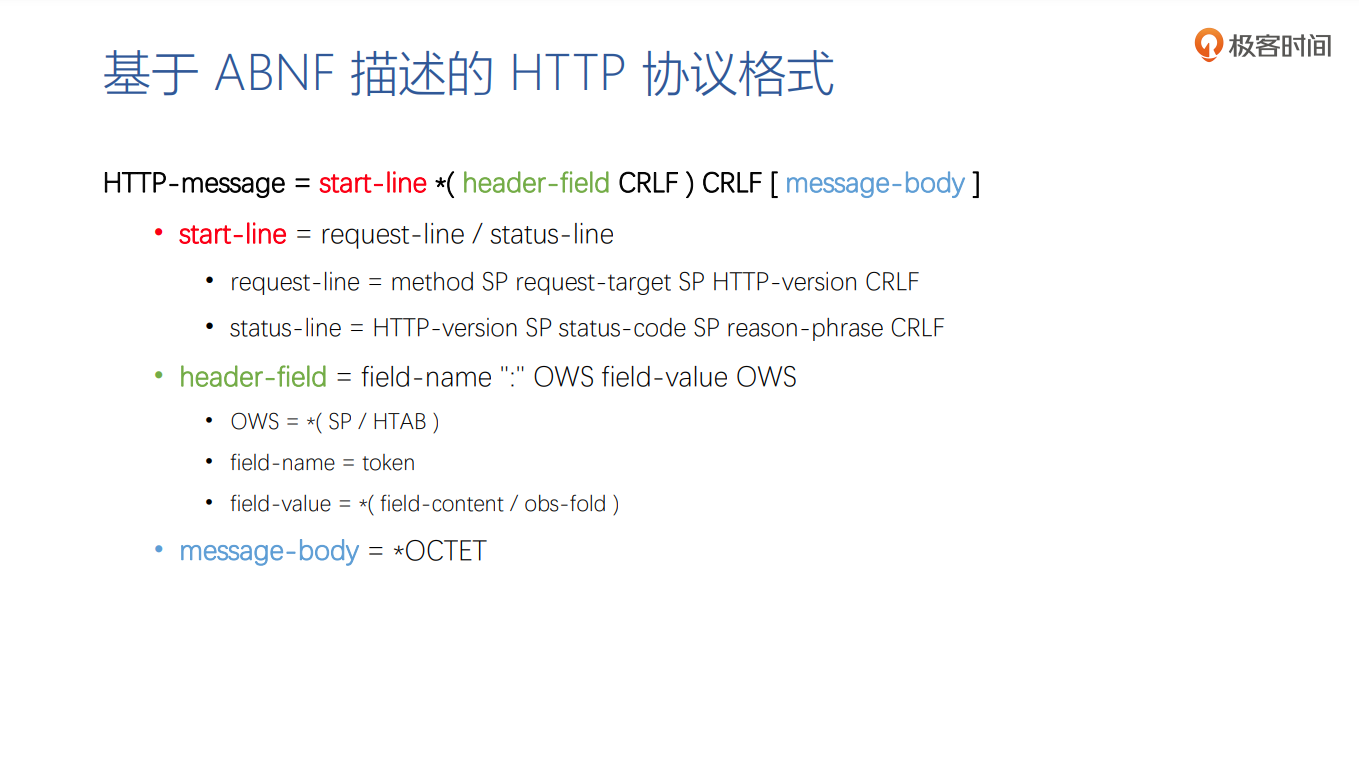 极客时间
基于 ABNF 描述的 HTTP 协议格式
HTTP-message = start-line *( header-field CRLF ) CRLF [ message-body ]
• start-line = request-line / status-line
• request-line = method SP request-target SP HTTP-version CRLF
• status-line = HTTP-version SP status-code SP reason-phrase CRLF
• header-field = field-name ":" OWS field-value OWS
• OWS = *( SP / HTAB )
• field-name = token
• field-value = *( field-content / obs-fold )
• message-body = *OCTET